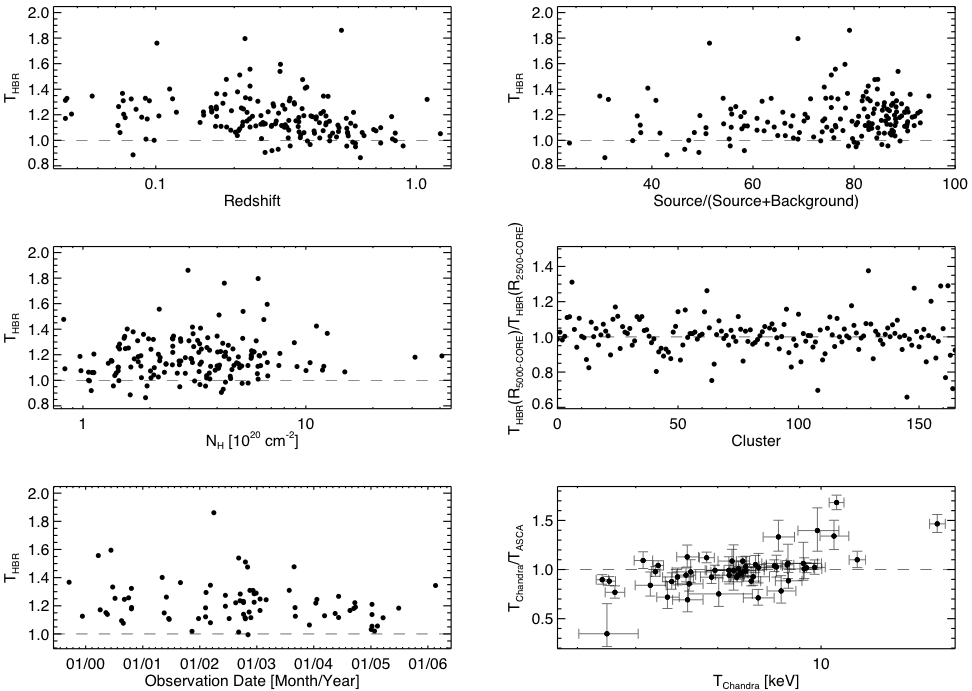 2.0
1.8
1.6
1.4
1.2
1.0
0.8
T_HBR
0.1 1.0
Redshift
2.0
1.8
1.6
1.4
1.2
1.0
0.8
T_HBR
40 60 80 100
Source/(Source+Background)
2.0
1.8
1.6
1.4
1.2
1.0
0.8
T_HBR
1 10
N_H [10^20 cm^-2]
1.4
1.2
1.0
0.8
0.6
T_HBR(R_5000-CORE)/T_HBR(R_2500-CORE)
0 50 100 150
Cluster
2.0
1.8
1.6
1.4
1.2
1.0
T_HBR
01/00 01/01 01/02 01/03 01/04 01/05 01/06
Observation Date [Month/Year]
1.5
1.0
0.5
T_Chandra/T_ASCA
10
T_Chandra [keV]